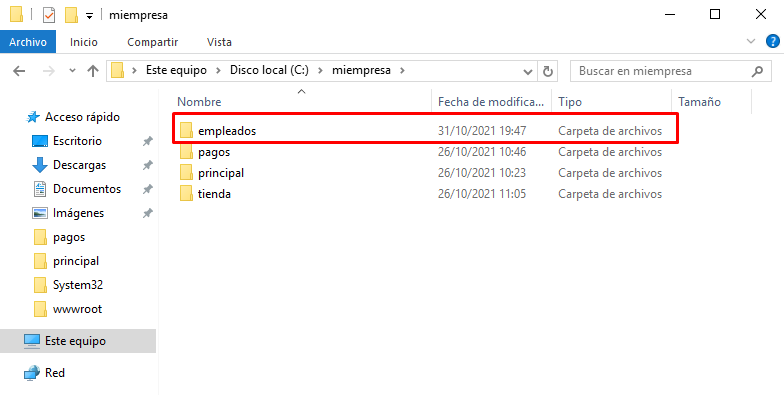 miempresa
Archivo Inicio Compartir Vista
Este equipo Disco local (C:) miempresa
Buscar en miempresa
Nombre Fecha de modifica... Tipo Tamaño
empleados 31/10/2021 19:47 Carpeta de archivos
pagos 26/10/2021 10:46 Carpeta de archivos
principal 26/10/2021 10:23 Carpeta de archivos
tienda 26/10/2021 11:05 Carpeta de archivos
Acceso rápido
Escritorio
Descargas
Documentos
Imágenes
pagos
principal
System32
wwwroot
Este equipo
Red